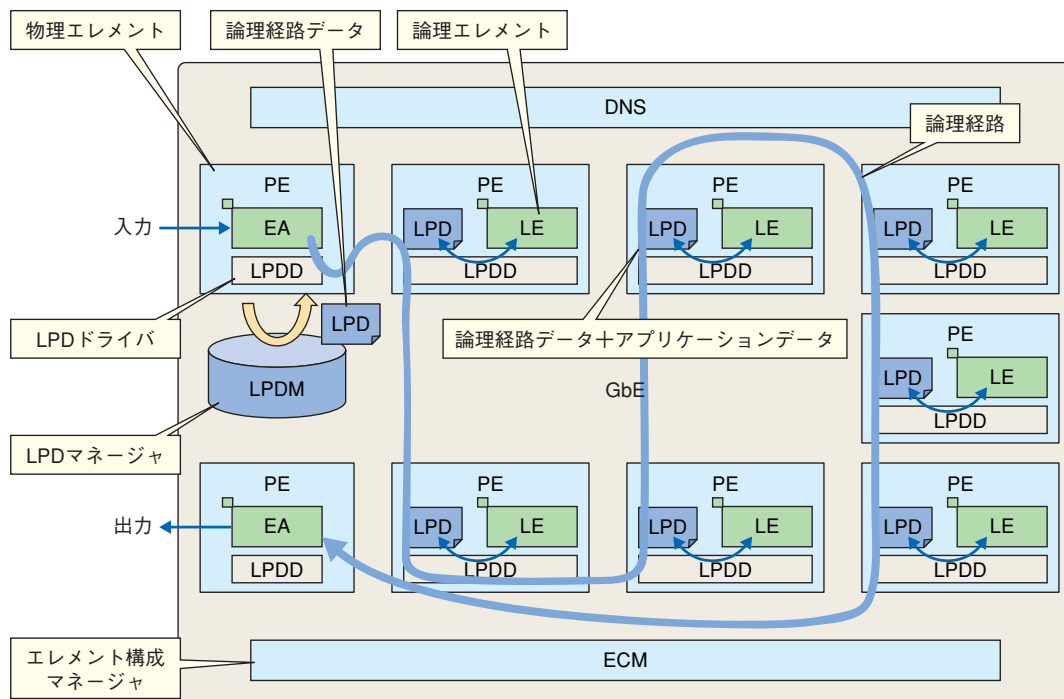 物理エレメント
論理経路データ
論理エレメント
DNS
論理経路
PE
PE
PE
PE
入力
EA
LPD
LE
LPD
LE
LPD
LE
LPDD
LPDD
LPDD
LPDD
LPDドライバ
LPD
論理経路データ＋アプリケーションデータ
PE
LPDM
GbE
LPD
LE
LPDD
LPDマネージャ
PE
PE
PE
PE
出力
EA
LPD
LE
LPD
LE
LPD
LE
LPDD
LPDD
LPDD
LPDD
エレメント構成
マネージャ
ECM